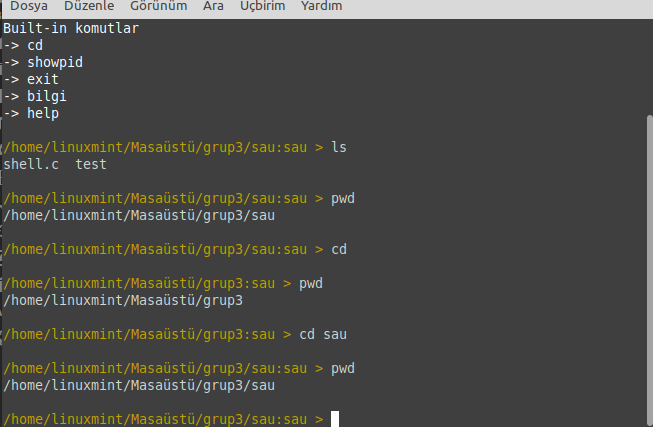 Dosya Düzenle Görünüm Ara Uçbirim Yardım
Built-in komutlar
-> cd
-> showpid
-> exit
-> bilgi
-> help
/home/linuxmint/Masaüstü/grup3/sau:sau > ls
shell.c  test
/home/linuxmint/Masaüstü/grup3/sau:sau > pwd
/home/linuxmint/Masaüstü/grup3/sau
/home/linuxmint/Masaüstü/grup3/sau:sau > cd
/home/linuxmint/Masaüstü/grup3:sau > pwd
/home/linuxmint/Masaüstü/grup3
/home/linuxmint/Masaüstü/grup3:sau > cd sau
/home/linuxmint/Masaüstü/grup3/sau:sau > pwd
/home/linuxmint/Masaüstü/grup3/sau
/home/linuxmint/Masaüstü/grup3/sau:sau >